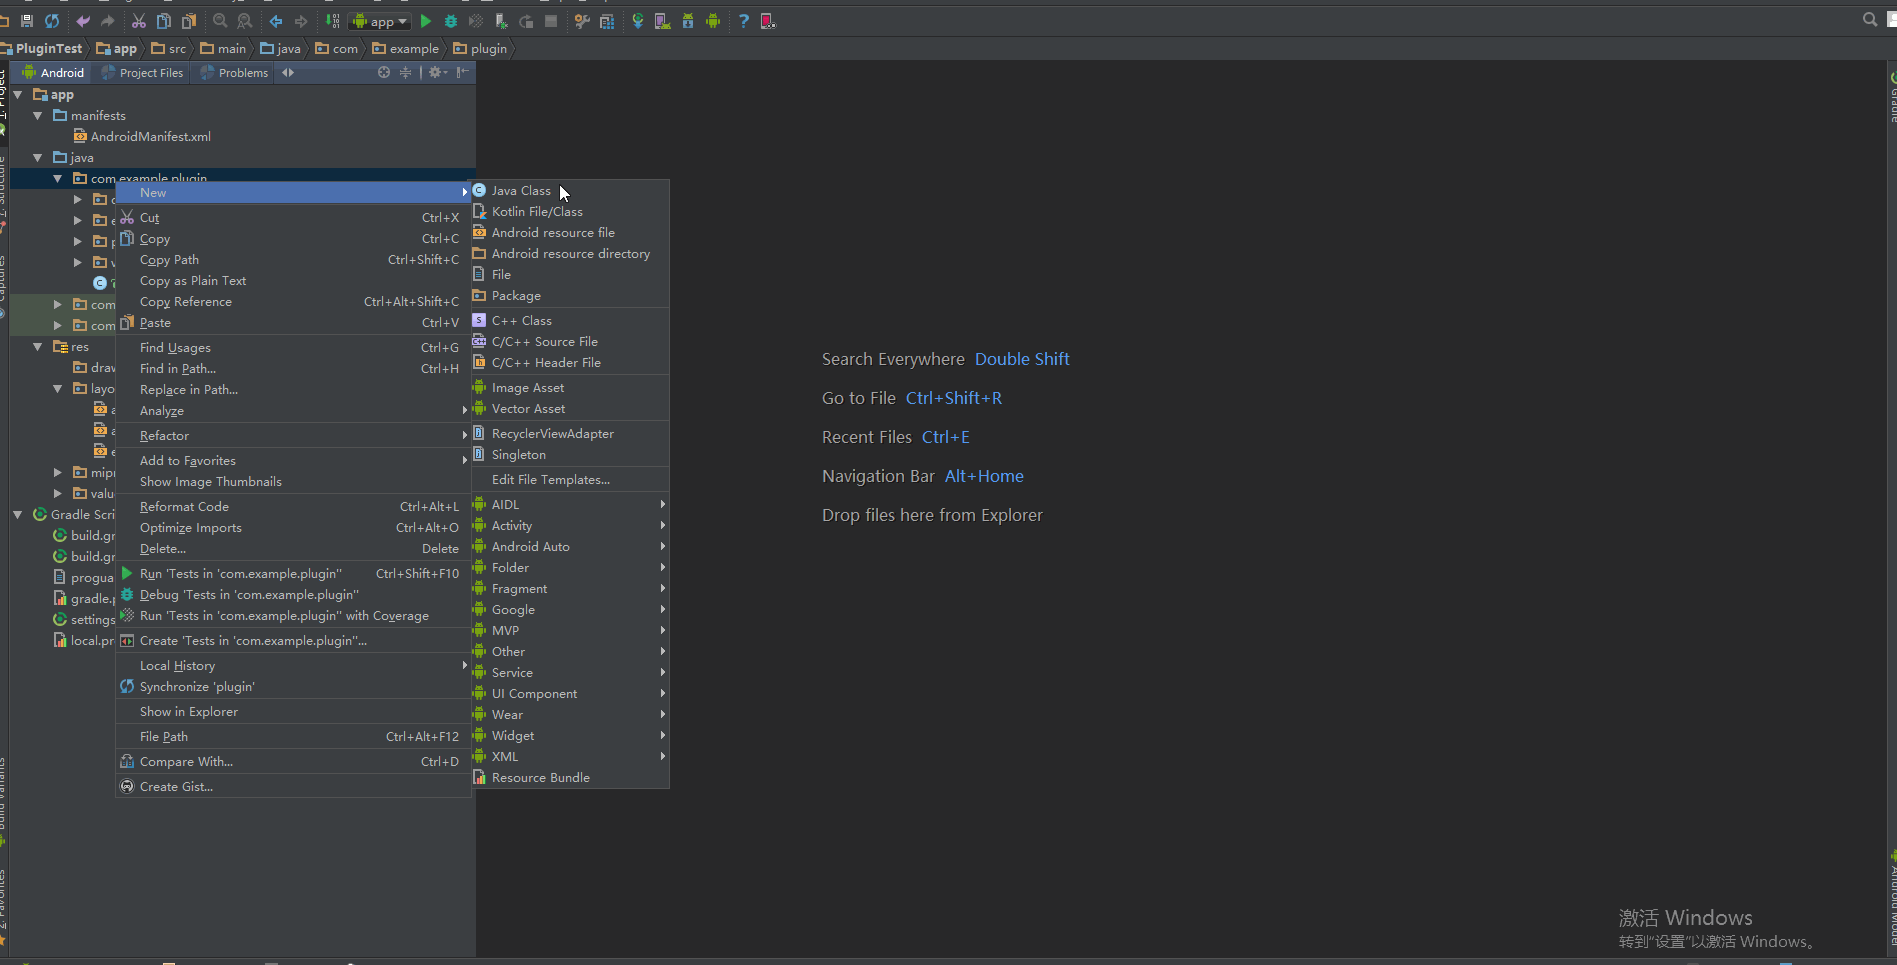 app
PluginTest app src main java com example plugin
Android Project Files Problems
app
manifests
AndroidManifest.xml
java
com.example.plugin
com
com
res
layo
mipr
valu
build.gr
build.gr
progua
gradle.p
settings
local.pr
New
Cut Ctrl+X
Copy Ctrl+C
Copy Path Ctrl+Shift+C
Copy as Plain Text
Copy Reference Ctrl+Alt+Shift+C
Paste Ctrl+V
Find Usages Ctrl+G
Find in Path... Ctrl+H
Replace in Path...
Analyze
Refactor
Add to Favorites
Show Image Thumbnails
Reformat Code Ctrl+Alt+L
Optimize Imports Ctrl+Alt+O
Delete... Delete
Run 'Tests in 'com.example.plugin'' Ctrl+Shift+F10
Debug 'Tests in 'com.example.plugin''
Run 'Tests in 'com.example.plugin'' with Coverage
Create 'Tests in 'com.example.plugin''...
Local History
Synchronize 'plugin'
Show in Explorer
File Path Ctrl+Alt+F12
Compare With... Ctrl+D
Create Gist...
Java Class
Kotlin File/Class
Android resource file
Android resource directory
File
Package
C++ Class
C/C++ Source File
C/C++ Header File
Image Asset
Vector Asset
RecyclerViewAdapter
Singleton
Edit File Templates...
AIDL
Activity
Android Auto
Folder
Fragment
Google
MVP
Other
Service
UI Component
Wear
Widget
XML
Resource Bundle
Search Everywhere Double Shift
Go to File Ctrl+Shift+R
Recent Files Ctrl+E
Navigation Bar Alt+Home
Drop files here from Explorer
激活 Windows
转到"设置"以激活 Windows。